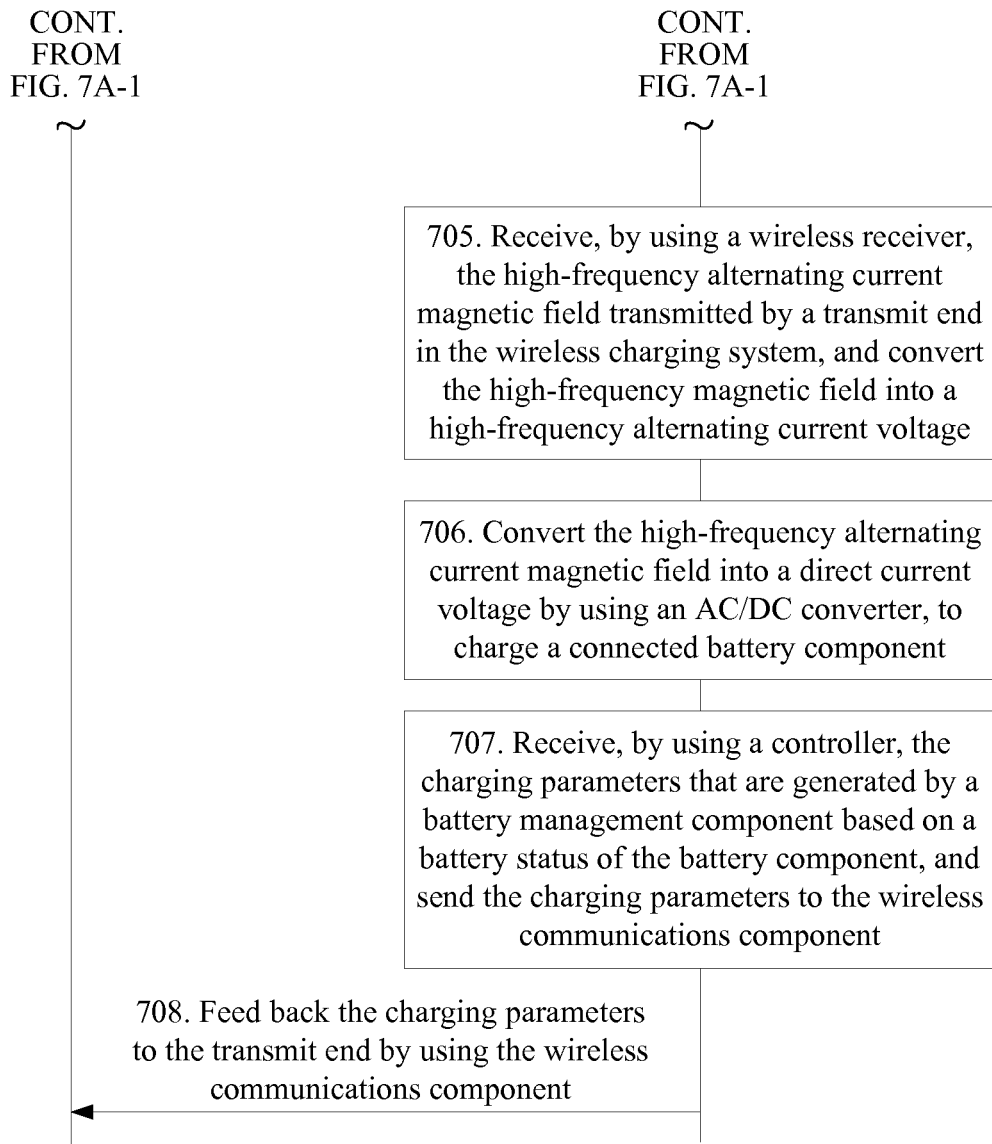 CONT.
FROM
FIG. 7A-1
CONT.
FROM
FIG. 7A-1
705. Receive, by using a wireless receiver,
the high-frequency alternating current
magnetic field transmitted by a transmit end
in the wireless charging system, and convert
the high-frequency magnetic field into a
high-frequency alternating current voltage
706. Convert the high-frequency alternating
current magnetic field into a direct current
voltage by using an AC/DC converter, to
charge a connected battery component
707. Receive, by using a controller, the
charging parameters that are generated by a
battery management component based on a
battery status of the battery component, and
send the charging parameters to the wireless
communications component
708. Feed back the charging parameters
to the transmit end by using the wireless
communications component